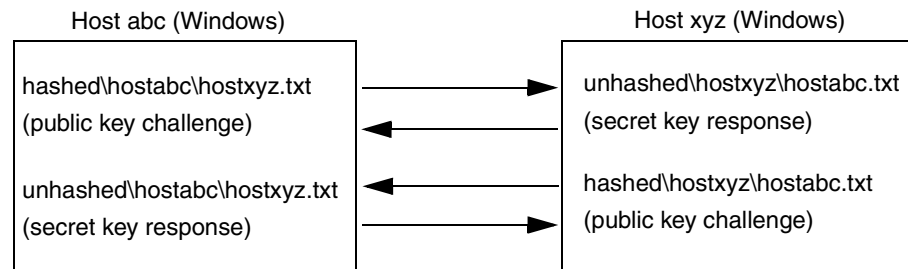 Host abc (Windows)
hashed\hostabc\hostxyz.txt
(public key challenge)
unhashed\hostabc\hostxyz.txt
(secret key response)
Host xyz (Windows)
unhashed\hostxyz\hostabc.txt
(secret key response)
hashed\hostxyz\hostabc.txt
(public key challenge)